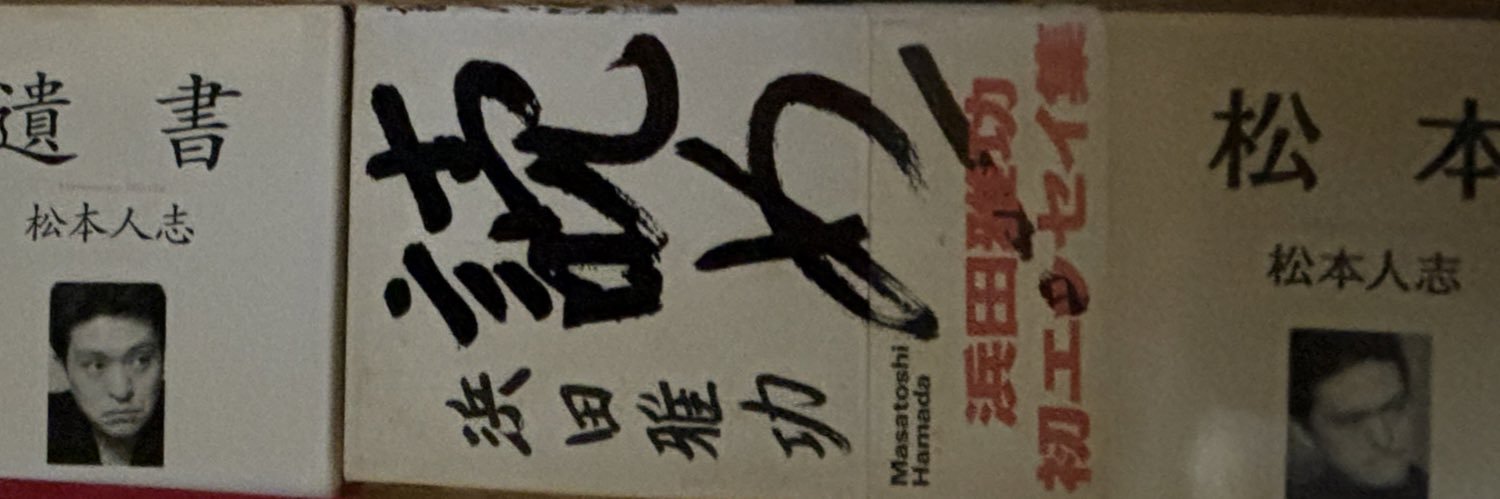 遺書
松本人志
読め!
浜田雅功
Masatoshi
Hamada
浜田雅功
初エッセイ集
松本
松本人志